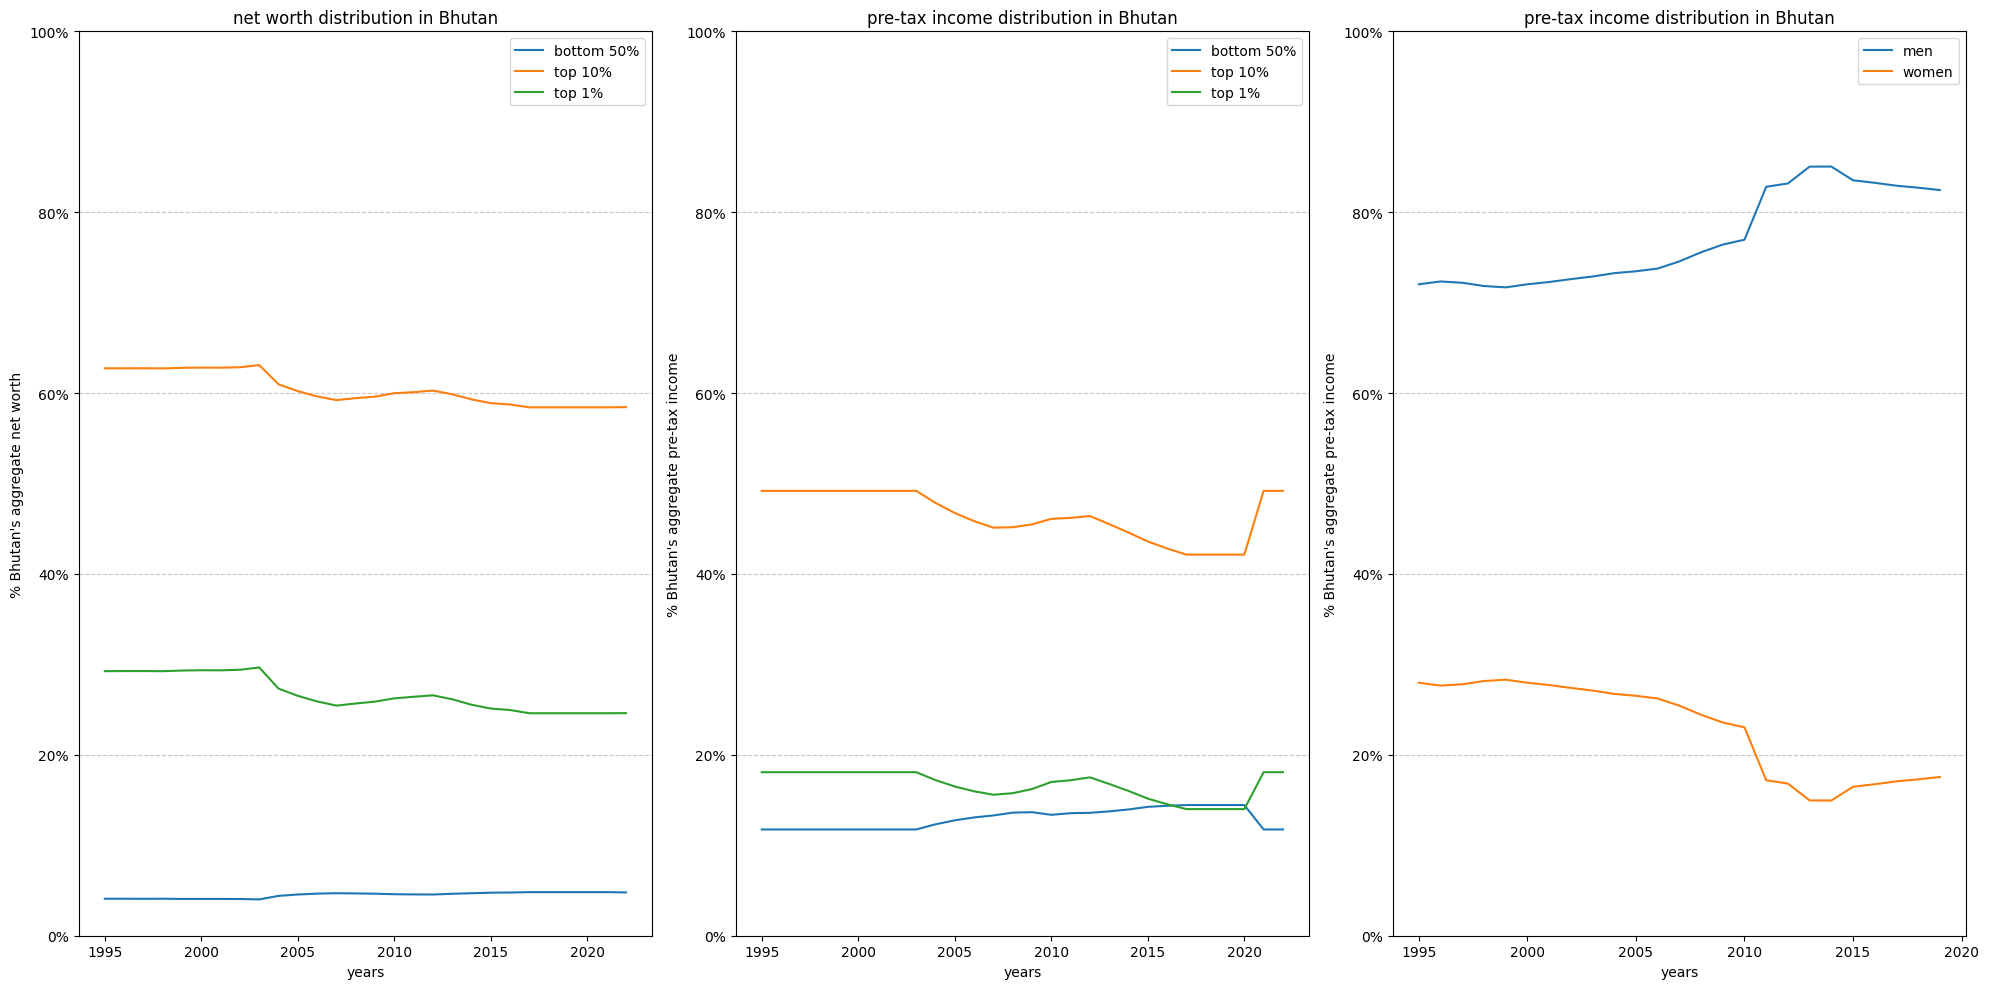 net worth distribution in Bhutan
100%
80%
60%
40%
20%
0%
% Bhutan's aggregate net worth
bottom 50%
top 10%
top 1%
1995 2000 2005 2010 2015 2020
years
pre-tax income distribution in Bhutan
100%
80%
60%
40%
20%
0%
% Bhutan's aggregate pre-tax income
bottom 50%
top 10%
top 1%
1995 2000 2005 2010 2015 2020
years
pre-tax income distribution in Bhutan
100%
80%
60%
40%
20%
0%
% Bhutan's aggregate pre-tax income
men
women
1995 2000 2005 2010 2015 2020
years